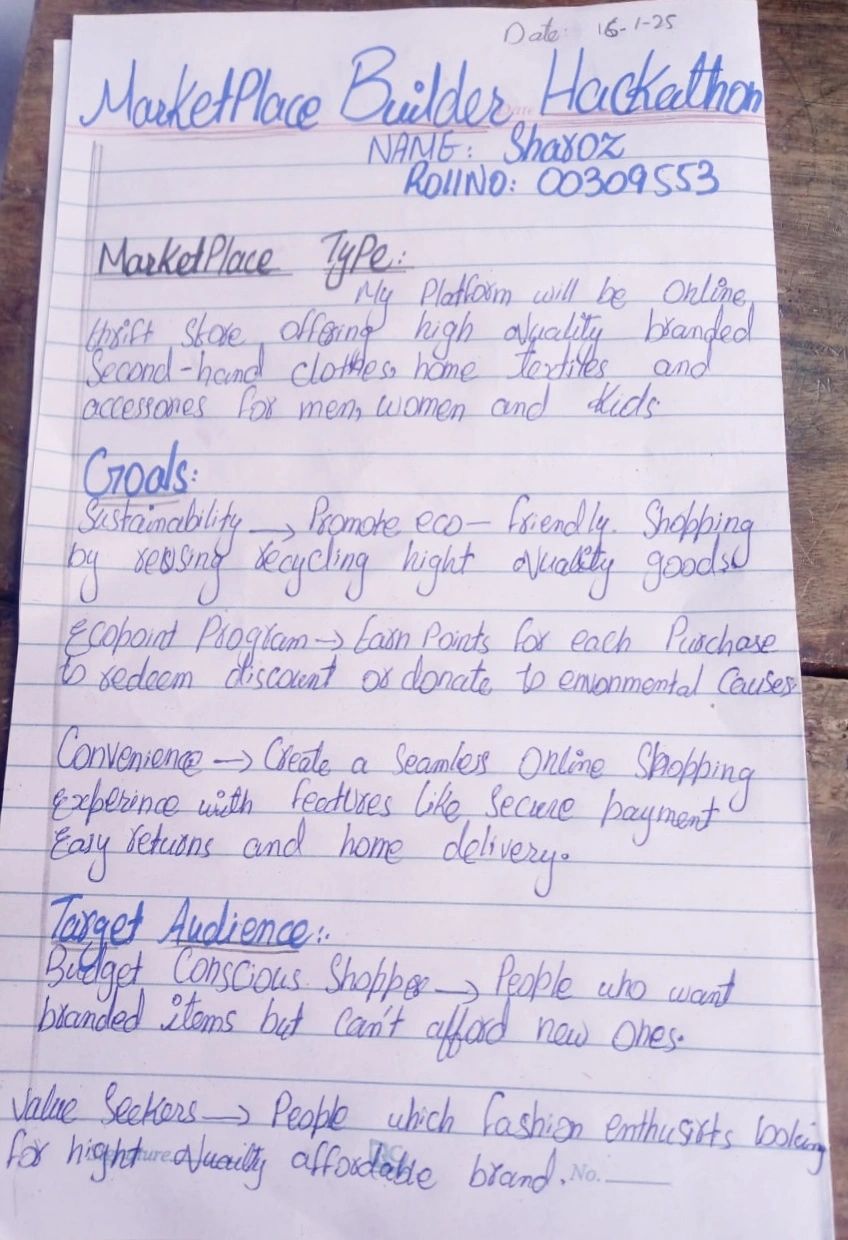 Date: 16-1-25
MarketPlace Builder Hackathon
NAME: Sharoz
RollNO: 00309553
MarketPlace Type:
My Platform will be Online
thrift store, offering high Quality branded
Second-hand clothes, home textiles and
accessories for men, women and Kids
Goals:
Sustainability → Promote eco-friendly. Shopping
by reusing recycling hight Quality goods
Ecopoint Program → Earn Points for each Purchase
to redeem discount or donate to envonmental Causes.
Convenience → Create a Seamless Online Shopping
Experince with features like Secure payment
Easy returns and home delivery.
Target Audience:
Budget Conscious Shopper → People who want
branded items but can't afford new Ones.
Value Seekers → People which fashion enthusists looking
for hight Quailty affordable brand. No.